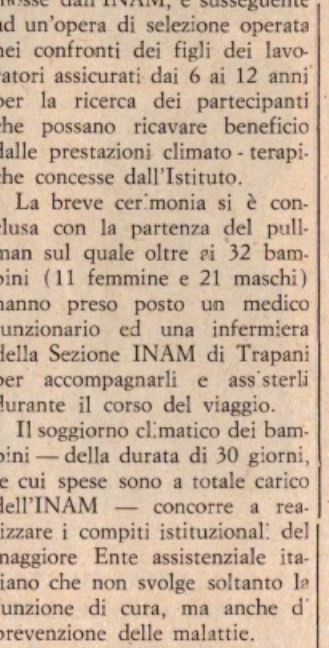 mosse dall'INAM, è susseguente
ad un'opera di selezione operata
nei confronti dei figli dei lavo-
ratori assicurati dai 6 ai 12 anni
per la ricerca dei partecipanti
che possano ricavare beneficio
dalle prestazioni climato - terapi-
che concesse dall'Istituto.
La breve cerimonia si è con-
clusa con la partenza del pull-
man sul quale oltre ai 32 bam-
bini (11 femmine e 21 maschi)
hanno preso posto un medico
funzionario ed una infermiera
della Sezione INAM di Trapani
per accompagnarli e assisterli
durante il corso del viaggio.
Il soggiorno climatico dei bam-
bini — della durata di 30 giorni,
le cui spese sono a totale carico
dell'INAM — concorre a rea-
lizzare i compiti istituzionali del
maggiore Ente assistenziale ita-
liano che non svolge soltanto la
funzione di cura, ma anche di
prevenzione delle malattie.